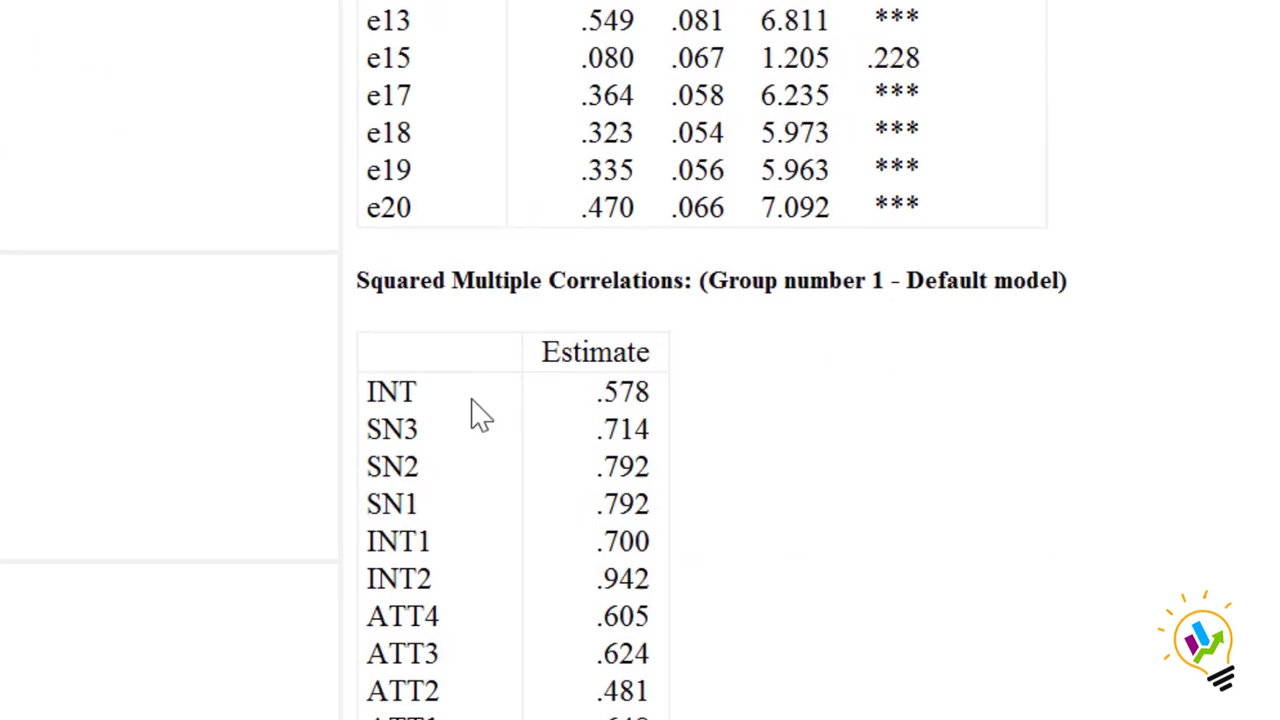 e13 .549 .081 6.811 ***
e15 .080 .067 1.205 .228
e17 .364 .058 6.235 ***
e18 .323 .054 5.973 ***
e19 .335 .056 5.963 ***
e20 .470 .066 7.092 ***
Squared Multiple Correlations: (Group number 1 - Default model)
Estimate
INT .578
SN3 .714
SN2 .792
SN1 .792
INT1 .700
INT2 .942
ATT4 .605
ATT3 .624
ATT2 .481